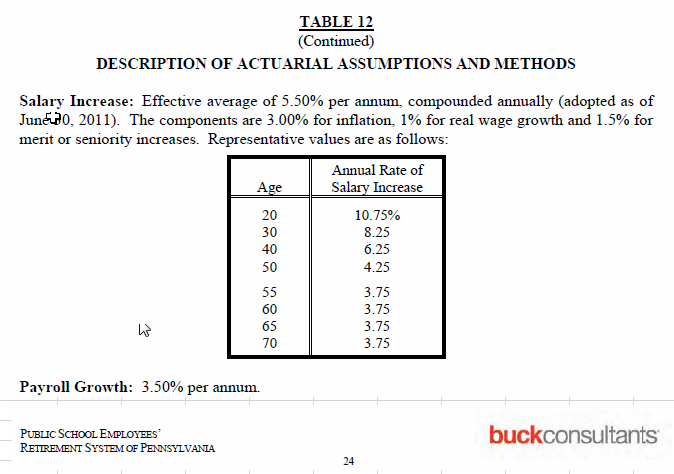 TABLE 12
(Continued)
DESCRIPTION OF ACTUARIAL ASSUMPTIONS AND METHODS
Salary Increase: Effective average of 5.50% per annum, compounded annually (adopted as of
June 30, 2011). The components are 3.00% for inflation, 1% for real wage growth and 1.5% for
merit or seniority increases. Representative values are as follows:
Annual Rate of
Age Salary Increase
20 10.75%
30 8.25
40 6.25
50 4.25
55 3.75
60 3.75
65 3.75
70 3.75
Payroll Growth: 3.50% per annum.
PUBLIC SCHOOL EMPLOYEES’
RETIREMENT SYSTEM OF PENNSYLVANIA
buckconsultants
24